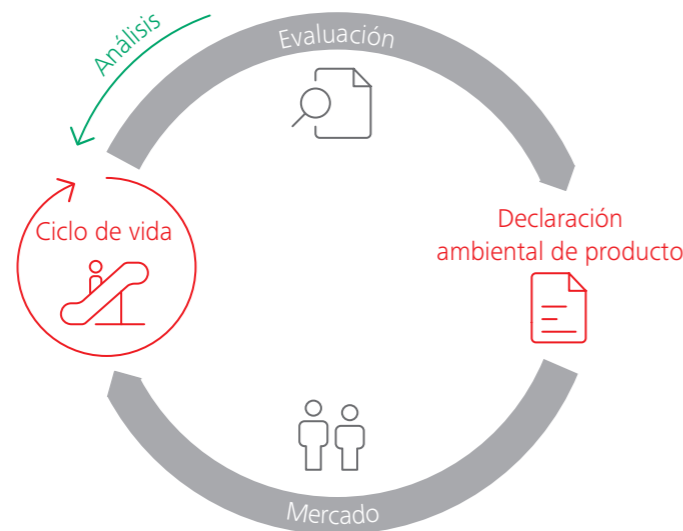 Análisis
Evaluación
Ciclo de vida
Declaración
ambiental de producto
Mercado